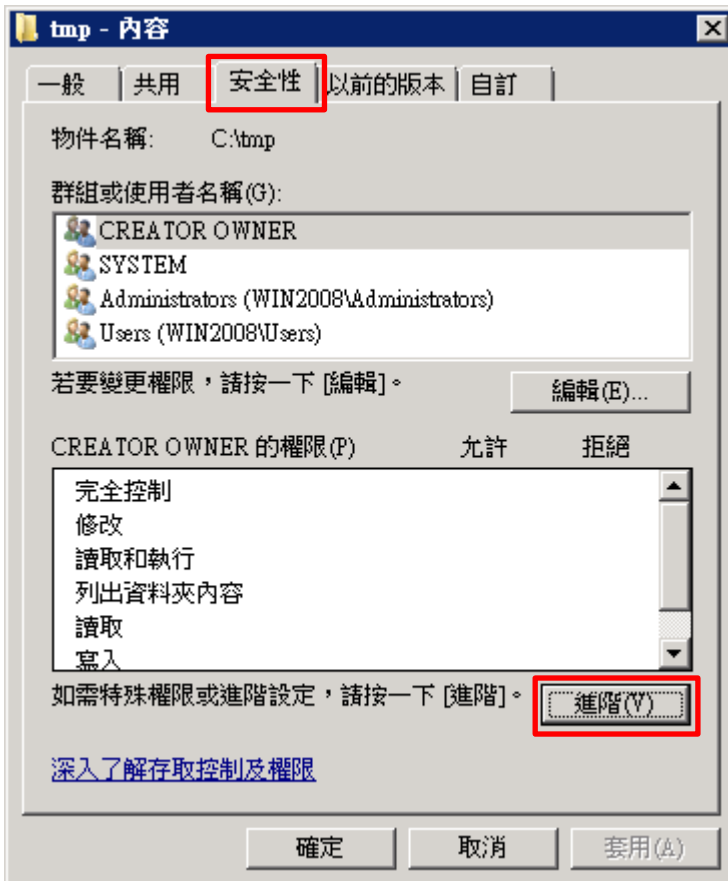 tmp - 內容
一般 共用 安全性 以前的版本 自訂
物件名稱: C:\tmp
群組或使用者名稱(G):
CREATOR OWNER
SYSTEM
Administrators (WIN2008\Administrators)
Users (WIN2008\Users)
若要變更權限，請按一下 [編輯]。 編輯(E)...
CREATOR OWNER 的權限(P) 允許 拒絕
完全控制
修改
讀取和執行
列出資料夾內容
讀取
寫入
如需特殊權限或進階設定，請按一下 [進階]。 進階(V)
深入了解存取控制及權限
確定 取消 套用(A)